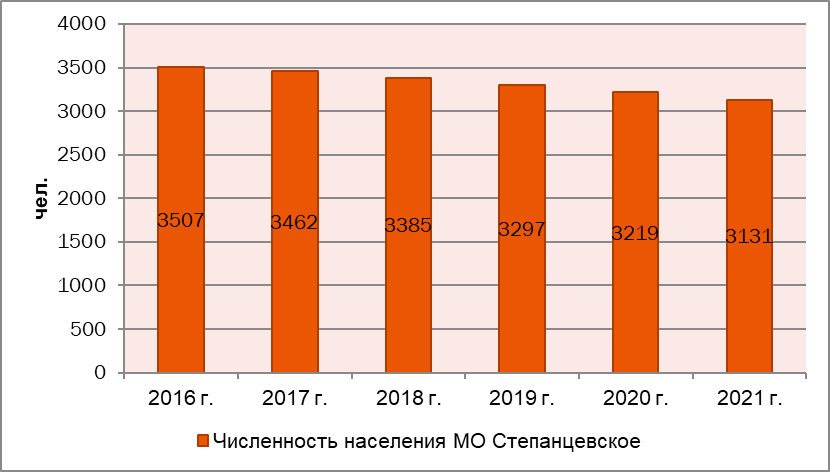 4000
3500
3000
2500
2000
1500
1000
500
0
чел.
3507
3462
3385
3297
3219
3131
2016 г.
2017 г.
2018 г.
2019 г.
2020 г.
2021 г.
Численность населения МО Степанцевское